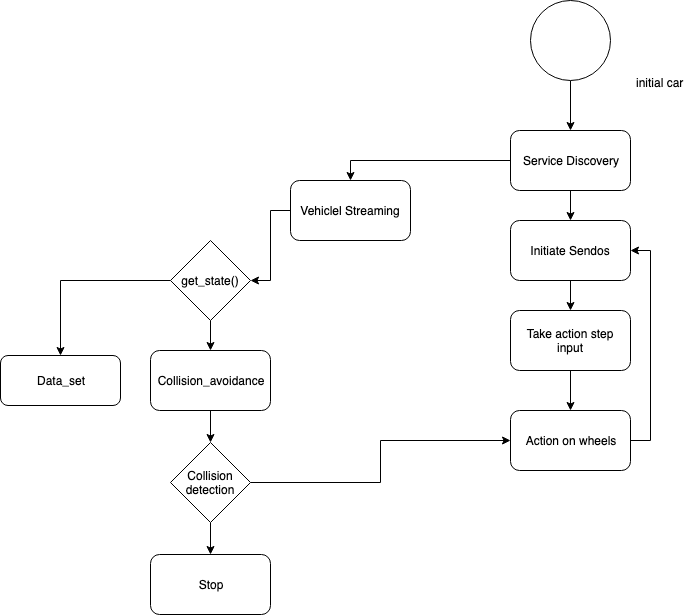 initial car
Service Discovery
Vehiclel Streaming
Initiate Sendos
get_state()
Take action step
input
Data_set
Collision_avoidance
Action on wheels
Collision
detection
Stop